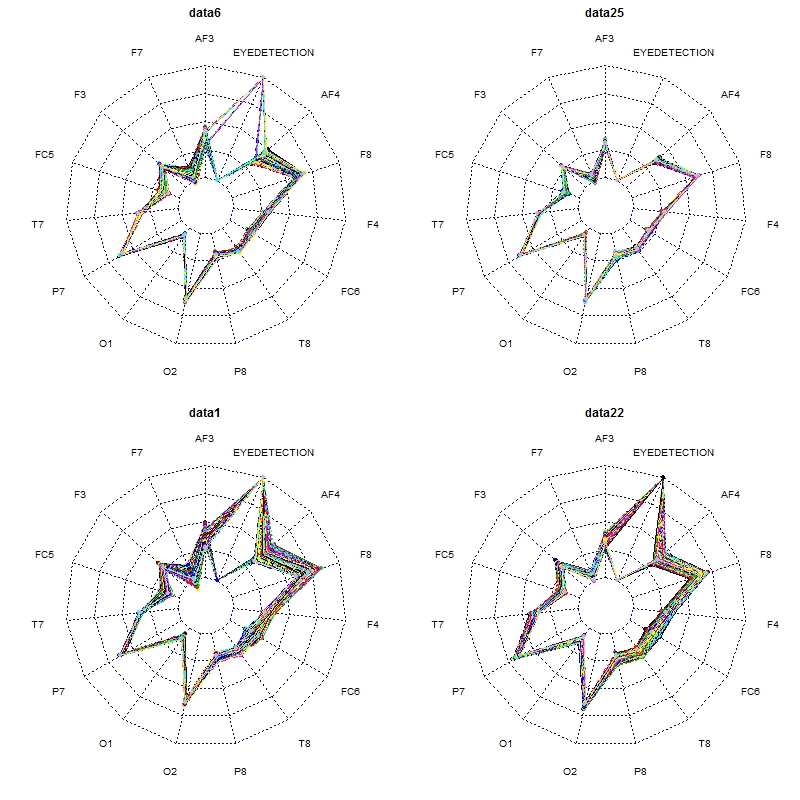 data6
AF3
EYEDETECTION
F7
AF4
F3
F8
FC5
F4
T7
FC6
P7
T8
O1
P8
O2
data25
AF3
EYEDETECTION
F7
AF4
F3
F8
FC5
F4
T7
FC6
P7
T8
O1
P8
O2
data1
AF3
EYEDETECTION
F7
AF4
F3
F8
FC5
F4
T7
FC6
P7
T8
O1
P8
O2
data22
AF3
EYEDETECTION
F7
AF4
F3
F8
FC5
F4
T7
FC6
P7
T8
O1
P8
O2